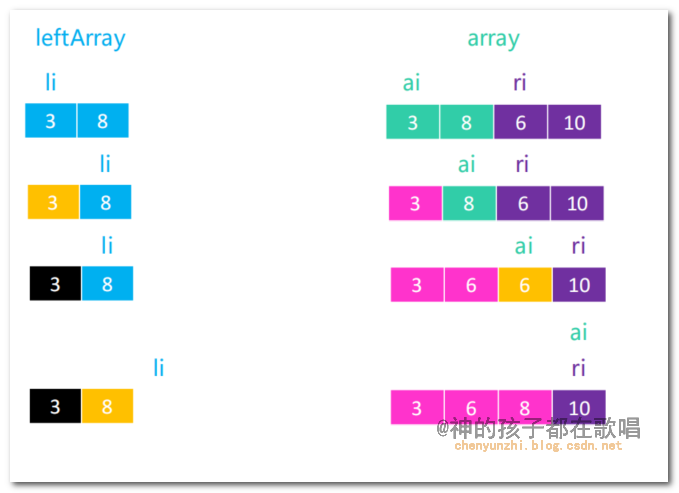 leftArray array
li ai ri
3 8 3 8 6 10
li ai ri
3 8 3 8 6 10
li ai ri
3 8 3 6 6 10
ai
li ri
3 8 3 6 8 10
@神的孩子都在歌唱
chenyunzhi.blog.csdn.net